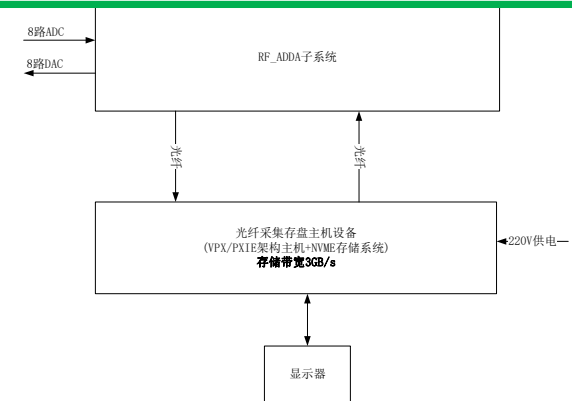 8路ADC
RF_ADDA子系统
8路DAC
光纤
光纤
光纤采集存盘主机设备
(VPX/PXIE架构主机+NVME存储系统)
存储带宽3GB/s
220V供电
显示器